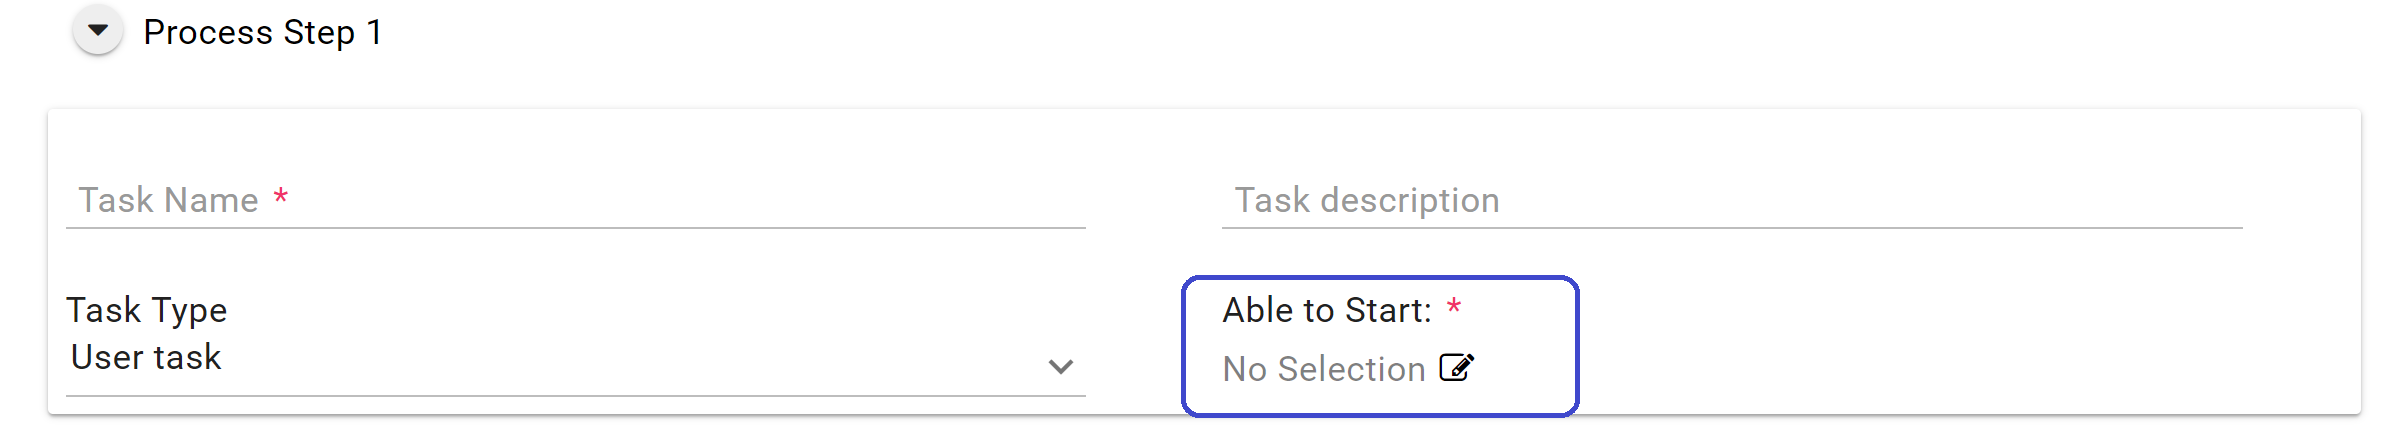 Process Step 1
Task Name *
Task description
Task Type
User task
Able to Start: *
No Selection